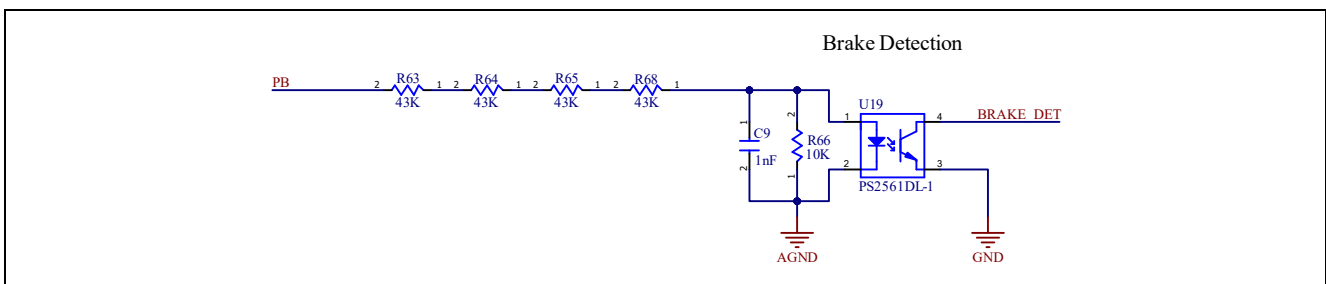 Brake Detection
PB
2 R63 1 2 R64 1 2 R65 1 2 R68 1
43K 43K 43K 43K
U19
1 2 1 4 BRAKE_DET
C9
R66
1nF 10K
2 1 2 3
PS2561DL-1
AGND GND